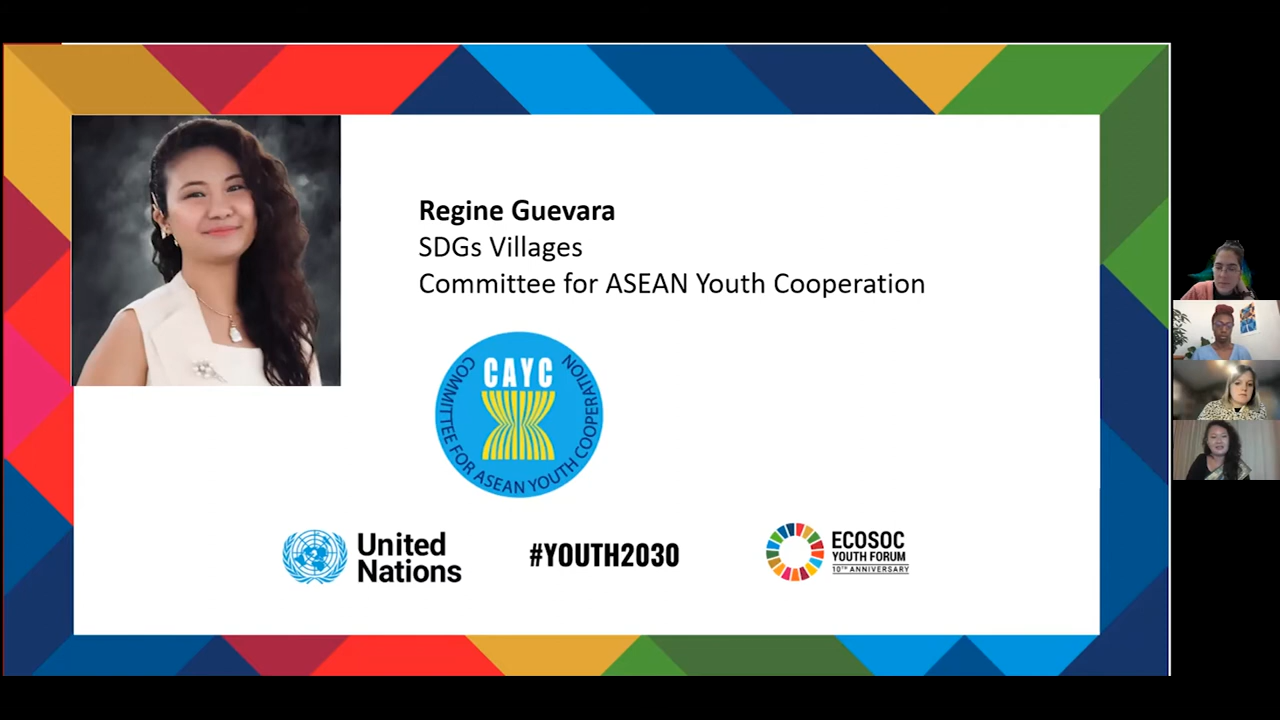 Regine Guevara
SDGs Villages
Committee for ASEAN Youth Cooperation
CAYC
COMMITTEE FOR ASEAN YOUTH COOPERATION
United
Nations
#YOUTH2030
ECOSOC
YOUTH FORUM
10TH ANNIVERSARY